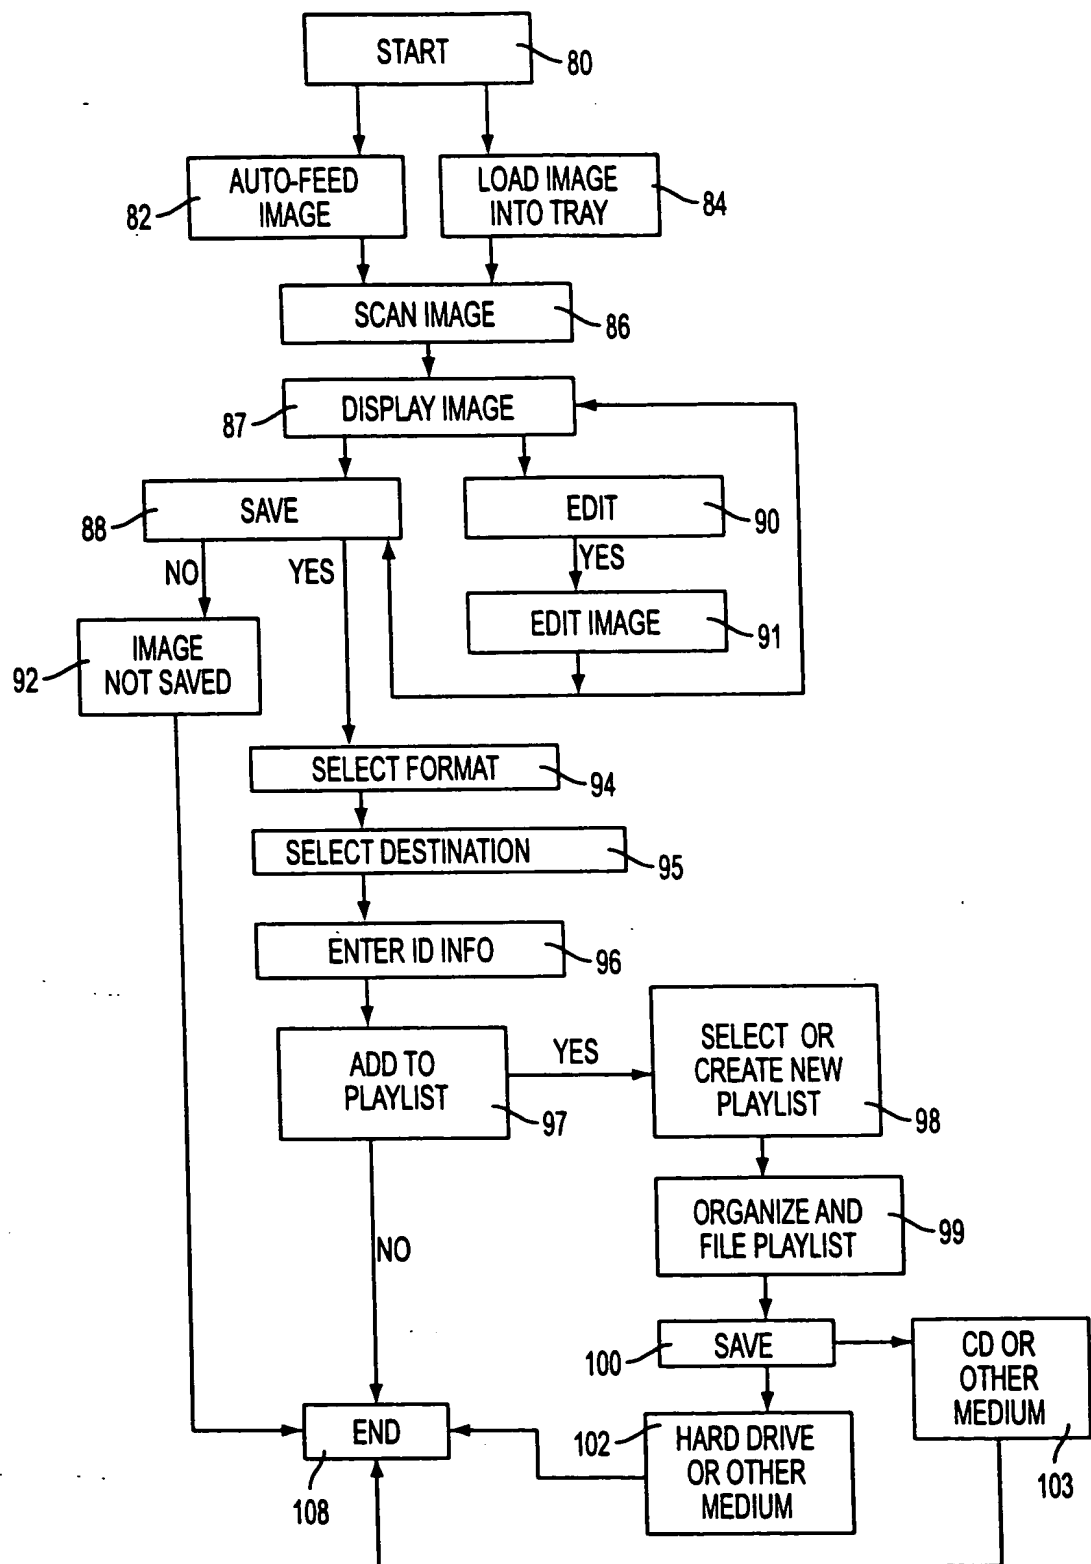 START
80
AUTO-FEED
IMAGE
82
LOAD IMAGE
INTO TRAY
84
SCAN IMAGE
86
DISPLAY IMAGE
87
SAVE
88
EDIT
90
NO
YES
YES
EDIT IMAGE
91
IMAGE
NOT SAVED
92
SELECT FORMAT
94
SELECT DESTINATION
95
ENTER ID INFO
96
ADD TO
PLAYLIST
97
YES
SELECT OR
CREATE NEW
PLAYLIST
98
ORGANIZE AND
FILE PLAYLIST
99
NO
SAVE
100
CD OR
OTHER
MEDIUM
103
END
108
HARD DRIVE
OR OTHER
MEDIUM
102